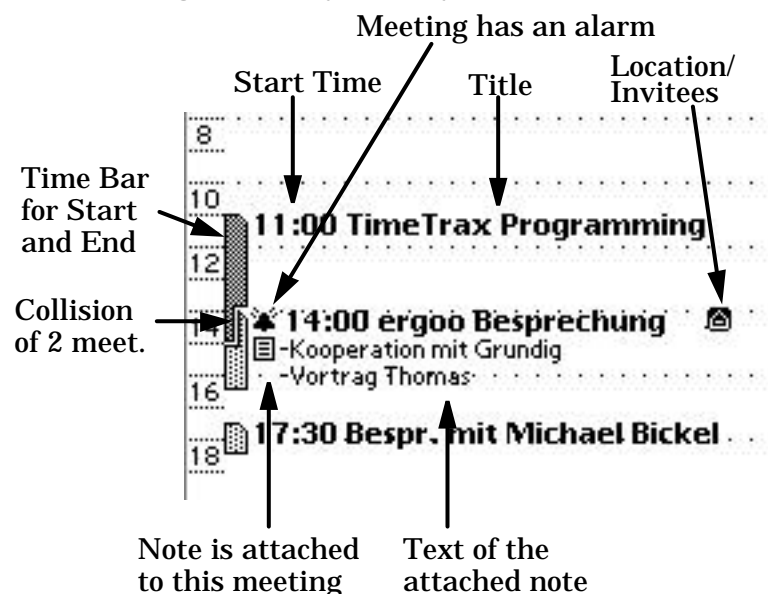 Meeting has an alarm
Start Time
Title
Location/
Invitees
8
Time Bar
for Start
and End
10
11:00 TimeTrax Programming
12
Collision
of 2 meet.
14
14:00 ergoo Besprechung
-Kooperation mit Grundig
-Vortrag Thomas
16
17:30 Bespr. mit Michael Bickel
18
Note is attached
to this meeting
Text of the
attached note